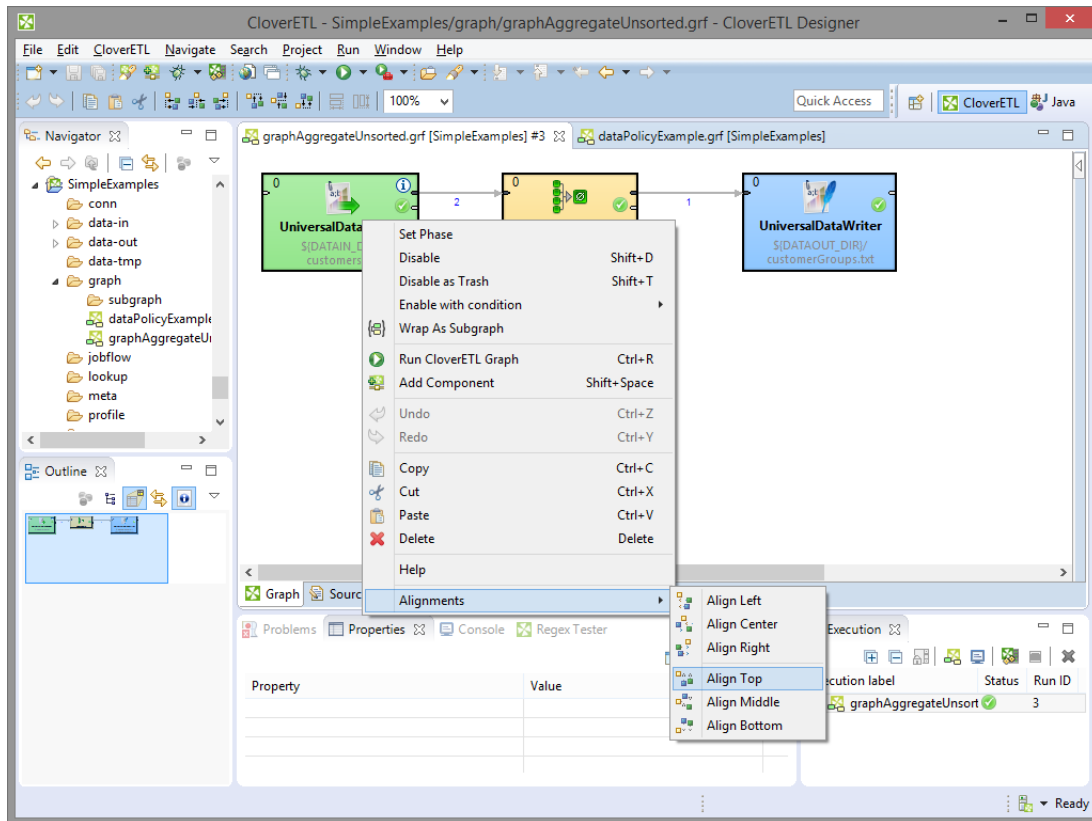 CloverETL - SimpleExamples/graph/graphAggregateUnsorted.grf - CloverETL Designer
File Edit CloverETL Navigate Search Project Run Window Help
100%
Quick Access
CloverETL
Java
Navigator
SimpleExamples
conn
data-in
data-out
data-tmp
graph
subgraph
dataPolicyExample
graphAggregateUn
jobflow
lookup
meta
profile
Outline
graphAggregateUnsorted.grf [SimpleExamples] #3
dataPolicyExample.grf [SimpleExamples]
0
UniversalData
$(DATAIN_D
customers
2
0
1
0
UniversalDataWriter
$(DATAOUT_DIR)/
customerGroups.txt
Set Phase
Disable Shift+D
Disable as Trash Shift+T
Enable with condition
Wrap As Subgraph
Run CloverETL Graph Ctrl+R
Add Component Shift+Space
Undo Ctrl+Z
Redo Ctrl+Y
Copy Ctrl+C
Cut Ctrl+X
Paste Ctrl+V
Delete Delete
Help
Alignments
Align Left
Align Center
Align Right
Align Top
Align Middle
Align Bottom
Graph Sourc
Problems Properties Console Regex Tester
Property Value
Execution
cution label Status Run ID
graphAggregateUnsort 3
Ready